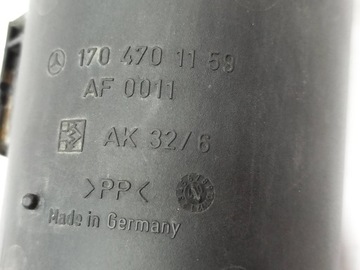 170 470 11 59
AF 0011
AK 32/6
>PP<
Made in Germany